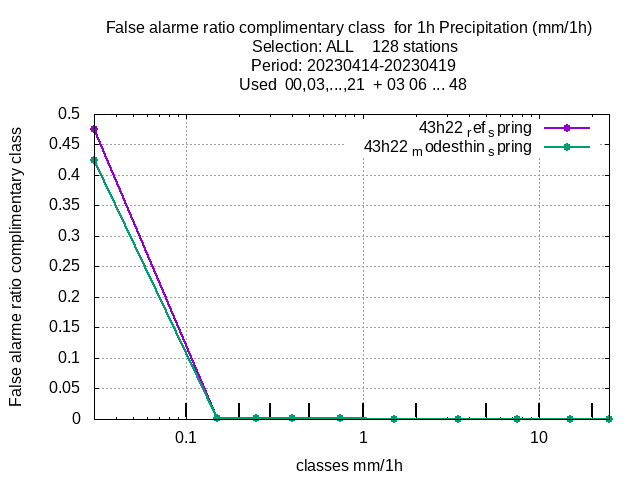 False alarme ratio complimentary class  for 1h Precipitation (mm/1h)
Selection: ALL    128 stations
Period: 20230414-20230419
Used  00,03,...,21  + 03 06 ... 48
43h22 ref spring
43h22 modesthin spring
False alarme ratio complimentary class
0.5
0.45
0.4
0.35
0.3
0.25
0.2
0.15
0.1
0.05
0
0.1 1 10
classes mm/1h